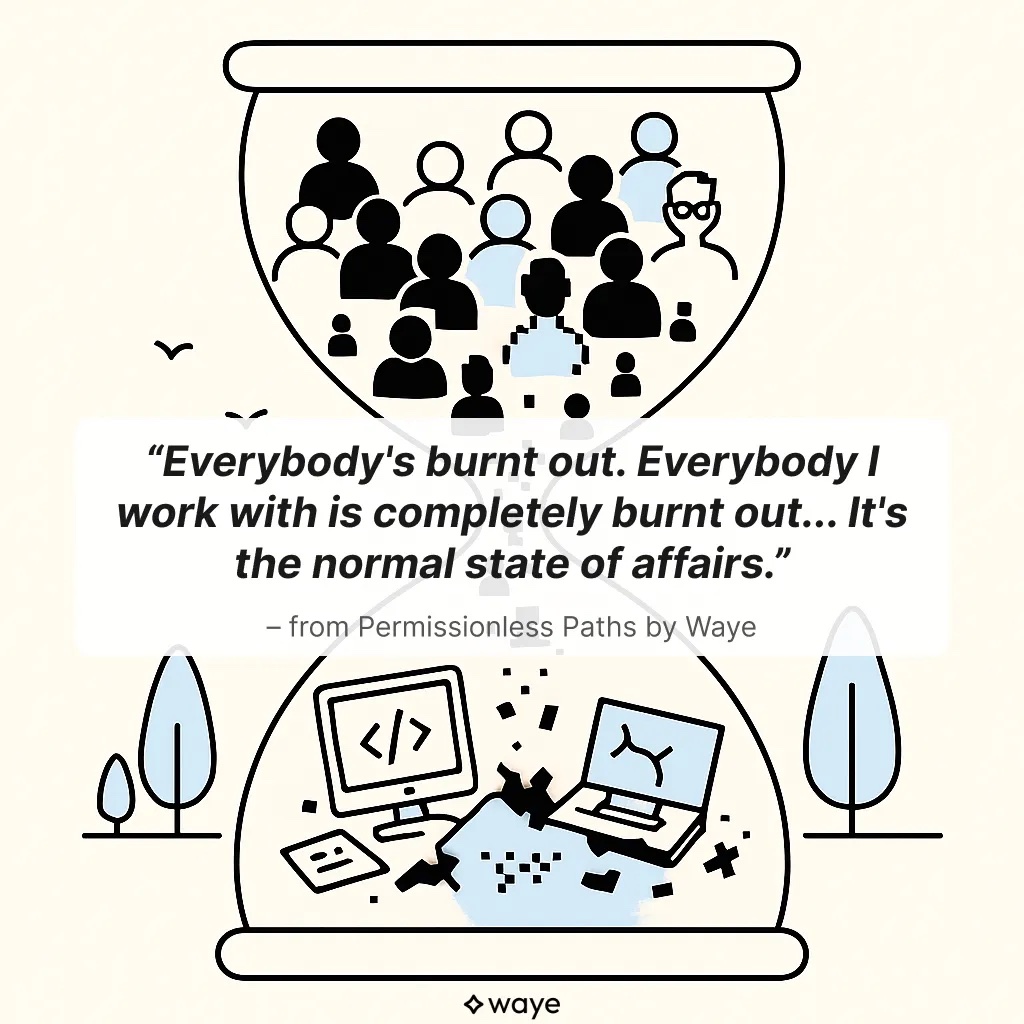 “Everybody's burnt out. Everybody I
work with is completely burnt out... It's
the normal state of affairs.”
– from Permissionless Paths by Waye
</>
waye